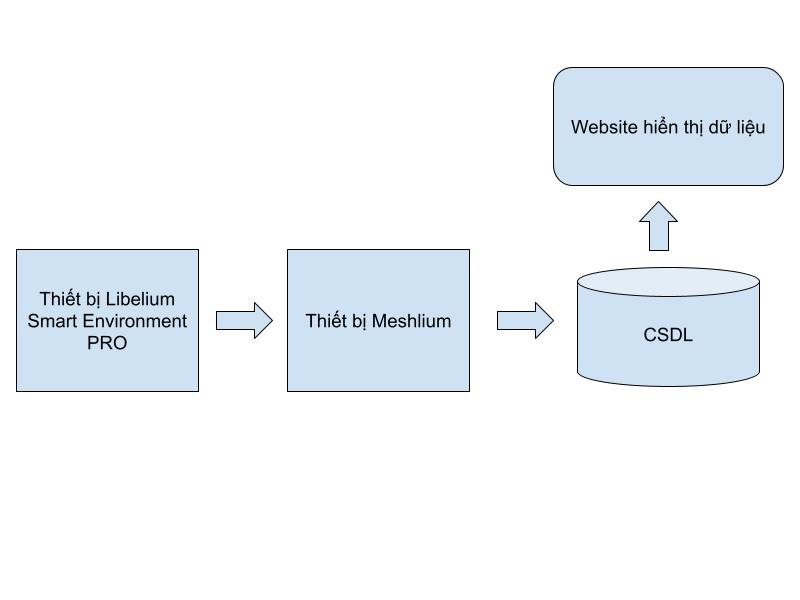 Website hiển thị dữ liệu
Thiết bị Libelium
Smart Environment
PRO
Thiết bị Meshlium
CSDL